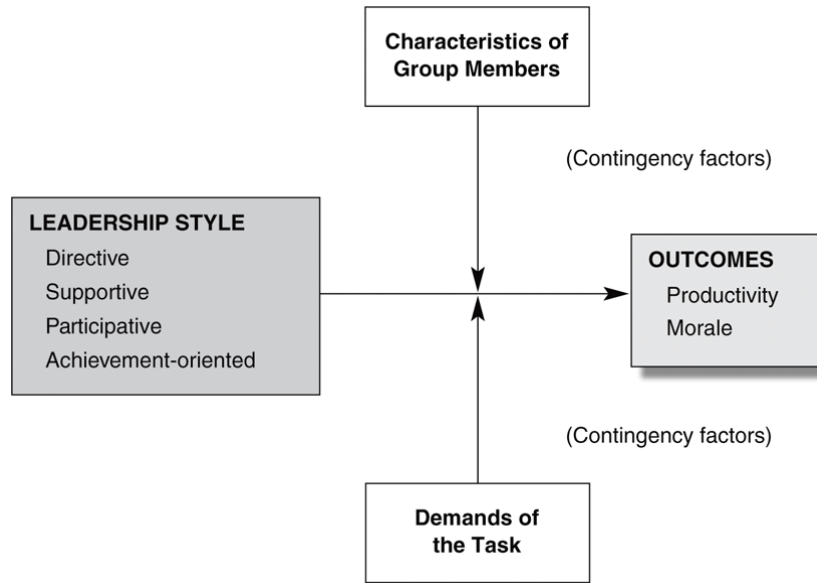 Characteristics of
Group Members
(Contingency factors)
LEADERSHIP STYLE
Directive
Supportive
Participative
Achievement-oriented
OUTCOMES
Productivity
Morale
(Contingency factors)
Demands of
the Task